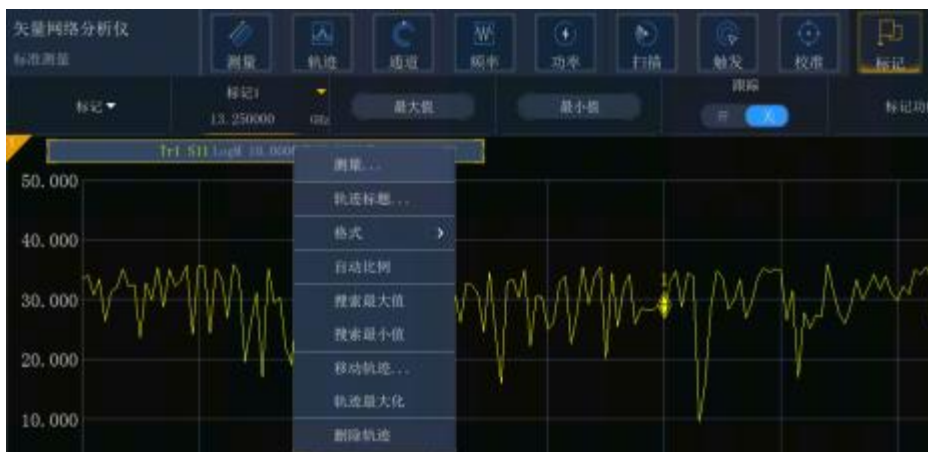 矢量网络分析仪
标准测量
测量
轨迹
通道
频率
功率
扫描
触发
校准
标记
标记
标记1
13.250000 GHz
最大值
最小值
跟踪
开
关
标记功
Tr1 S11 LogM 10.000
测量...
轨迹标题...
格式
自动比例
搜索最大值
搜索最小值
移动轨迹...
轨迹最大化
删除轨迹
50.000
40.000
30.000
20.000
10.000